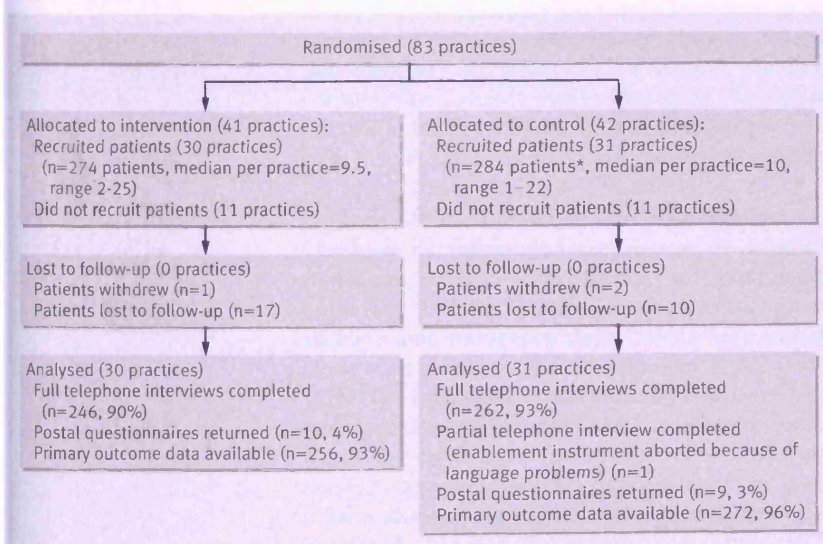 Randomised (83 practices)
Allocated to intervention (41 practices):
Recruited patients (30 practices)
(n=274 patients, median per practice=9.5,
range 2-25)
Did not recruit patients (11 practices)
Allocated to control (42 practices):
Recruited patients (31 practices)
(n=284 patients*, median per practice=10,
range 1–22)
Did not recruit patients (11 practices)
Lost to follow-up (0 practices)
Patients withdrew (n=1)
Patients lost to follow-up (n=17)
Lost to follow-up (0 practices)
Patients withdrew (n=2)
Patients lost to follow-up (n=10)
Analysed (30 practices)
Full telephone interviews completed
(n=246, 90%)
Postal questionnaires returned (n=10, 4%)
Primary outcome data available (n=256, 93%)
Analysed (31 practices)
Full telephone interviews completed
(n=262, 93%)
Partial telephone interview completed
(enablement instrument aborted because of
language problems) (n=1)
Postal questionnaires returned (n=9, 3%)
Primary outcome data available (n=272, 96%)